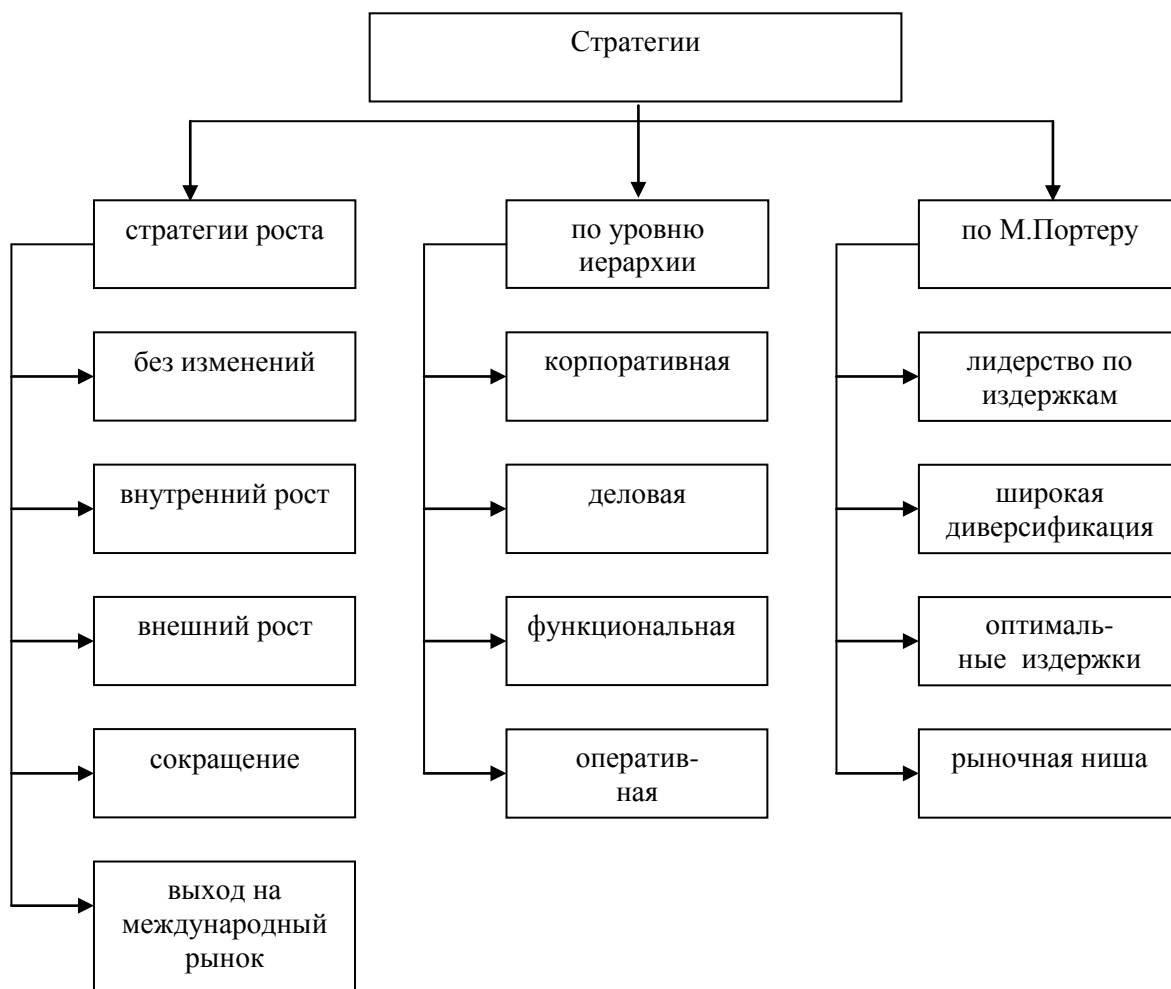 Стратегии
стратегии роста
по уровню
иерархии
по М.Портеру
без изменений
корпоративная
лидерство по
издержкам
внутренний рост
деловая
широкая
диверсификация
внешний рост
функциональная
оптималь-
ные издержки
сокращение
оператив-
ная
рыночная ниша
выход на
международный
рынок